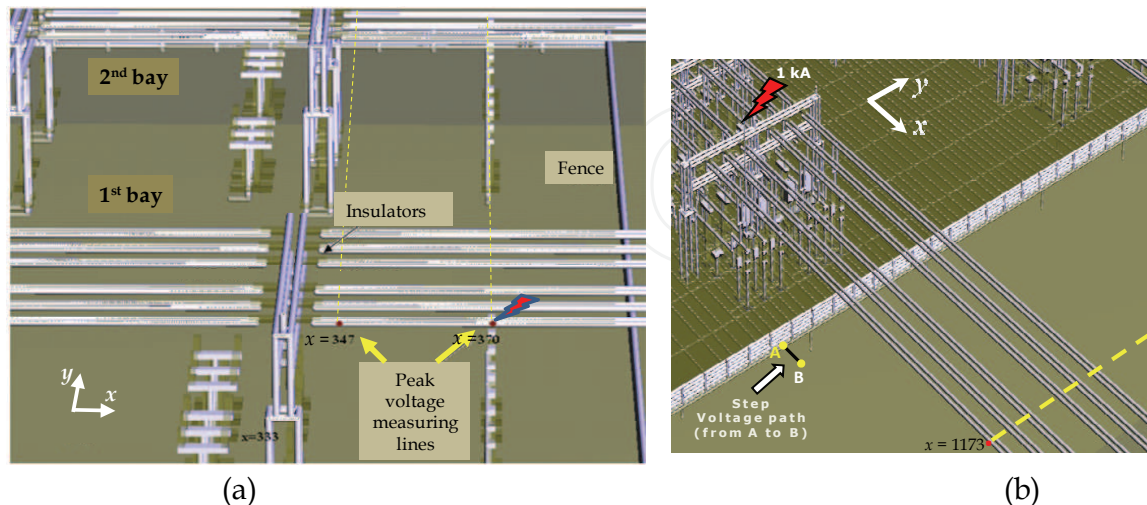 2nd bay
1st bay
Fence
Insulators
x = 347
x =370
Peak
voltage
measuring
lines
y
x
x=333
(a)
1 kA
y
x
A
B
Step
Voltage path
(from A to B)
x = 1173
(b)